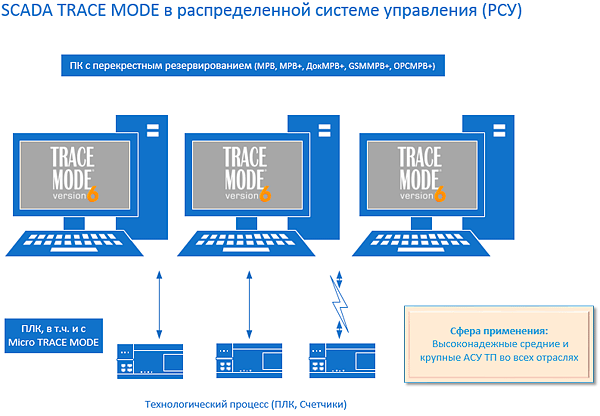 SCADA TRACE MODE в распределенной системе управления (РСУ)
ПК с перекрестным резервированием (МРВ, МРВ+, ДокМРВ+, GSMМРВ+, OPCМРВ+)
TRACE
MODE
version 6
TRACE
MODE
version 6
TRACE
MODE
version 6
ПЛК, в т.ч. и с
Micro TRACE MODE
Сфера применения:
Высоконадежные средние и
крупные АСУ ТП во всех отраслях
Технологический процесс (ПЛК, Счетчики)